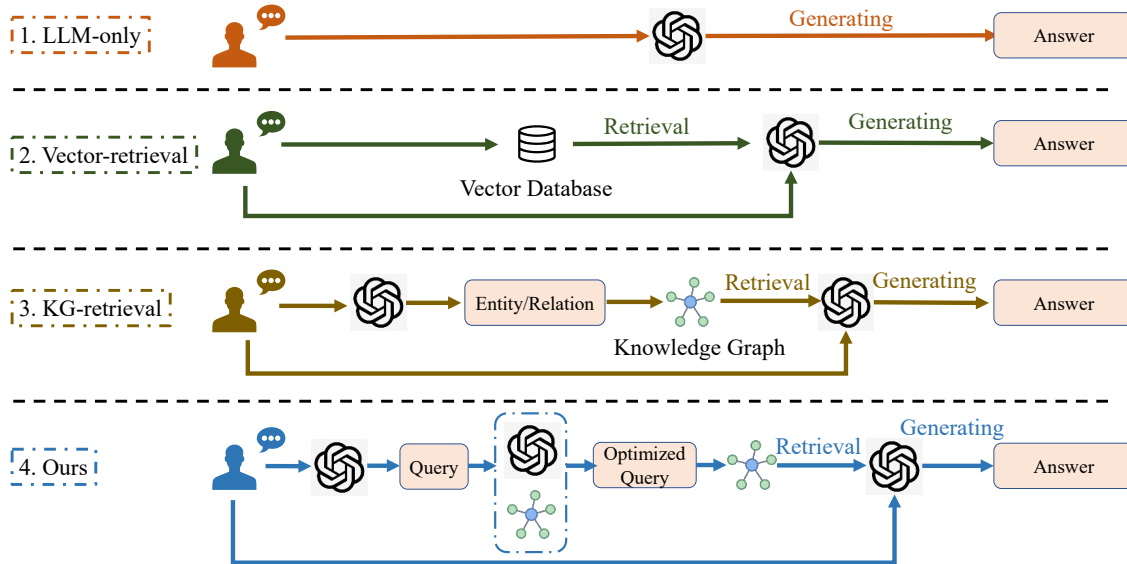 1. LLM-only
Generating
Answer
2. Vector-retrieval
Retrieval
Generating
Answer
Vector Database
3. KG-retrieval
Entity/Relation
Retrieval
Generating
Answer
Knowledge Graph
4. Ours
Query
Optimized
Query
Retrieval
Generating
Answer